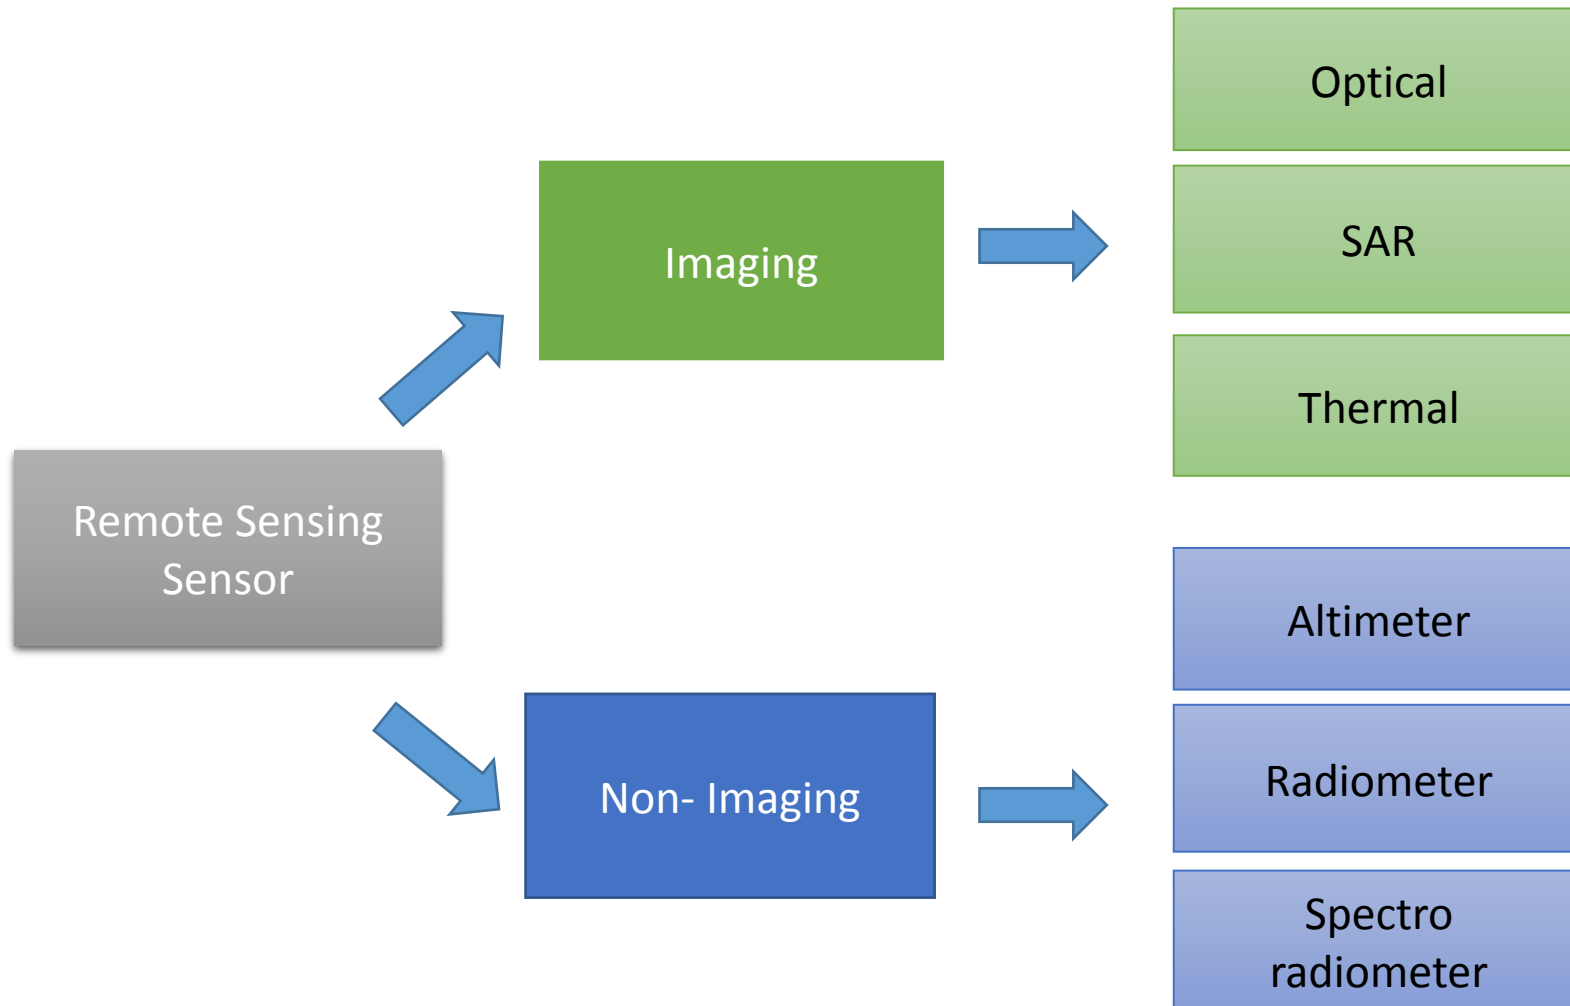 Optical
Imaging
SAR
Thermal
Remote Sensing
Sensor
Altimeter
Non- Imaging
Radiometer
Spectro
radiometer